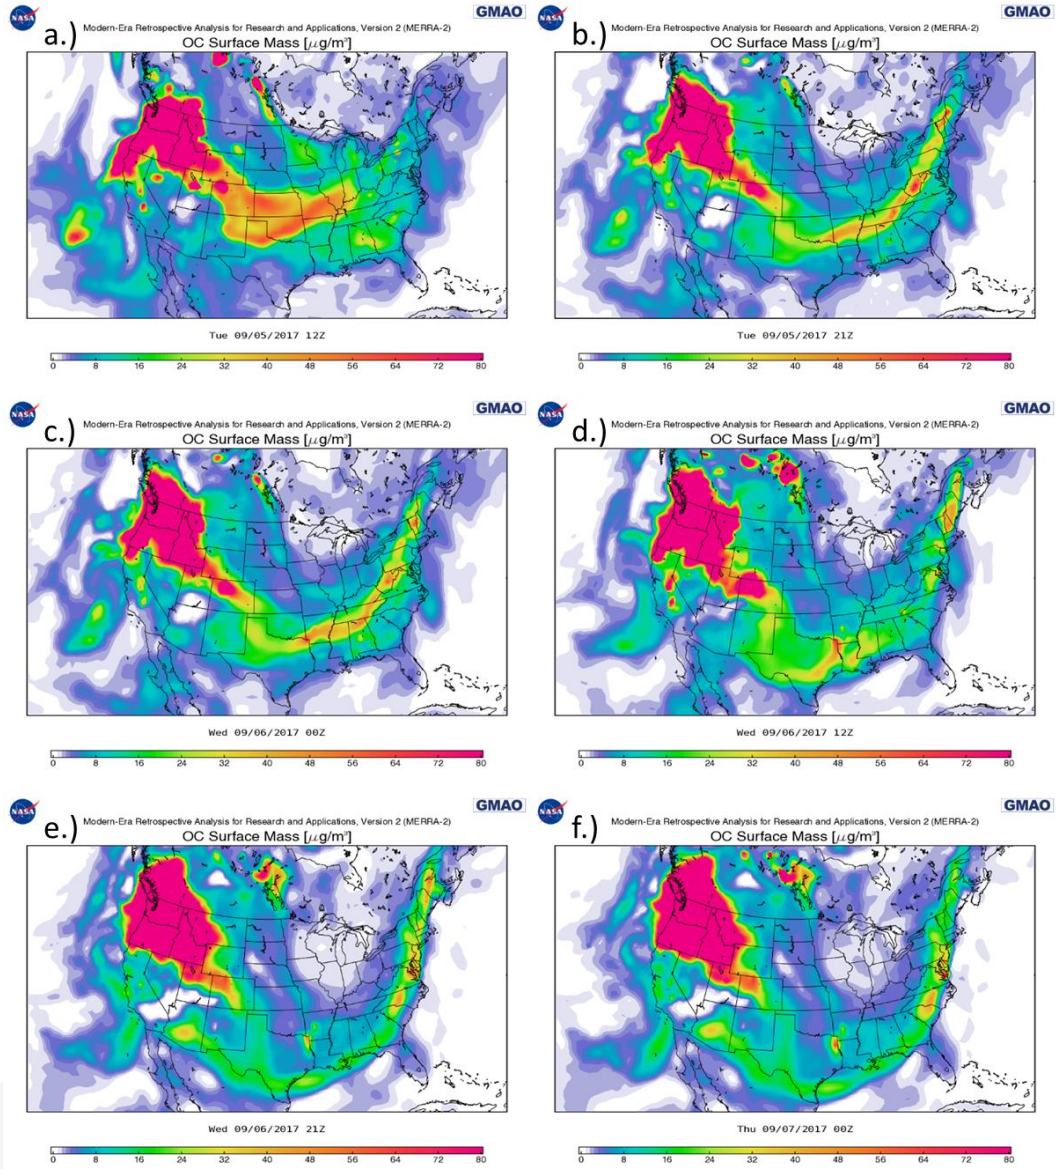 NASA
GMAO
a.) Modern-Era Retrospective Analysis for Research and Applications, Version 2 (MERRA-2)
OC Surface Mass [μg/m³]
Tue 09/05/2017 12Z
0 8 16 24 32 40 48 56 64 72 80
NASA
GMAO
b.) Modern-Era Retrospective Analysis for Research and Applications, Version 2 (MERRA-2)
OC Surface Mass [μg/m³]
Tue 09/05/2017 21Z
0 8 16 24 32 40 48 56 64 72 80
NASA
GMAO
c.) Modern-Era Retrospective Analysis for Research and Applications, Version 2 (MERRA-2)
OC Surface Mass [μg/m³]
Wed 09/06/2017 00Z
0 8 16 24 32 40 48 56 64 72 80
NASA
GMAO
d.) Modern-Era Retrospective Analysis for Research and Applications, Version 2 (MERRA-2)
OC Surface Mass [μg/m³]
Wed 09/06/2017 12Z
0 8 16 24 32 40 48 56 64 72 80
NASA
GMAO
e.) Modern-Era Retrospective Analysis for Research and Applications, Version 2 (MERRA-2)
OC Surface Mass [μg/m³]
Wed 09/06/2017 21Z
0 8 16 24 32 40 48 56 64 72 80
NASA
GMAO
f.) Modern-Era Retrospective Analysis for Research and Applications, Version 2 (MERRA-2)
OC Surface Mass [μg/m³]
Thu 09/07/2017 00Z
0 8 16 24 32 40 48 56 64 72 80